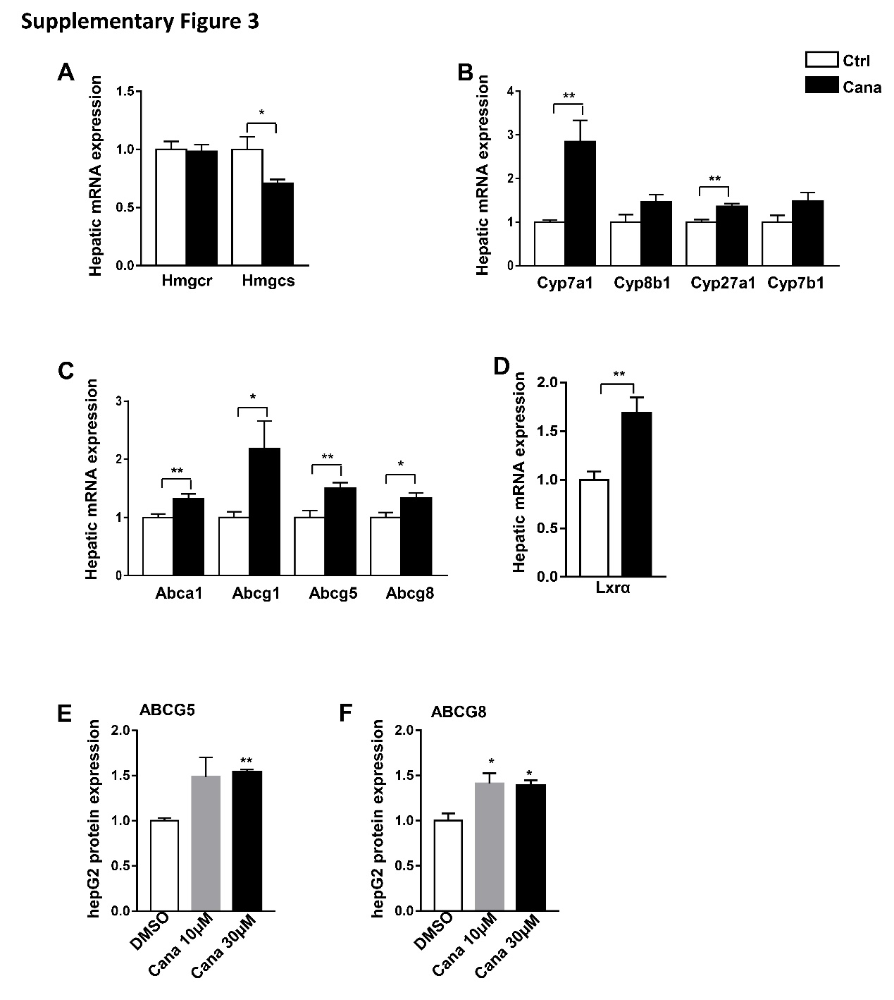 Supplementary Figure 3
Ctrl
Cana
A
Hepatic mRNA expression
1.5
1.0
0.5
0.0
*
Hmgcr Hmgcs
B
Hepatic mRNA expression
4
3
2
1
0
**
**
Cyp7a1 Cyp8b1 Cyp27a1 Cyp7b1
C
Hepatic mRNA expression
3
2
1
0
**
*
**
*
Abca1 Abcg1 Abcg5 Abcg8
D
Hepatic mRNA expression
2.0
1.5
1.0
0.5
0.0
**
Lxrα
E
ABCG5
hepG2 protein expression
2.0
1.5
1.0
0.5
0.0
**
DMSO
Cana 10µM
Cana 30µM
F
ABCG8
hepG2 protein expression
2.0
1.5
1.0
0.5
0.0
*
*
DMSO
Cana 10µM
Cana 30µM